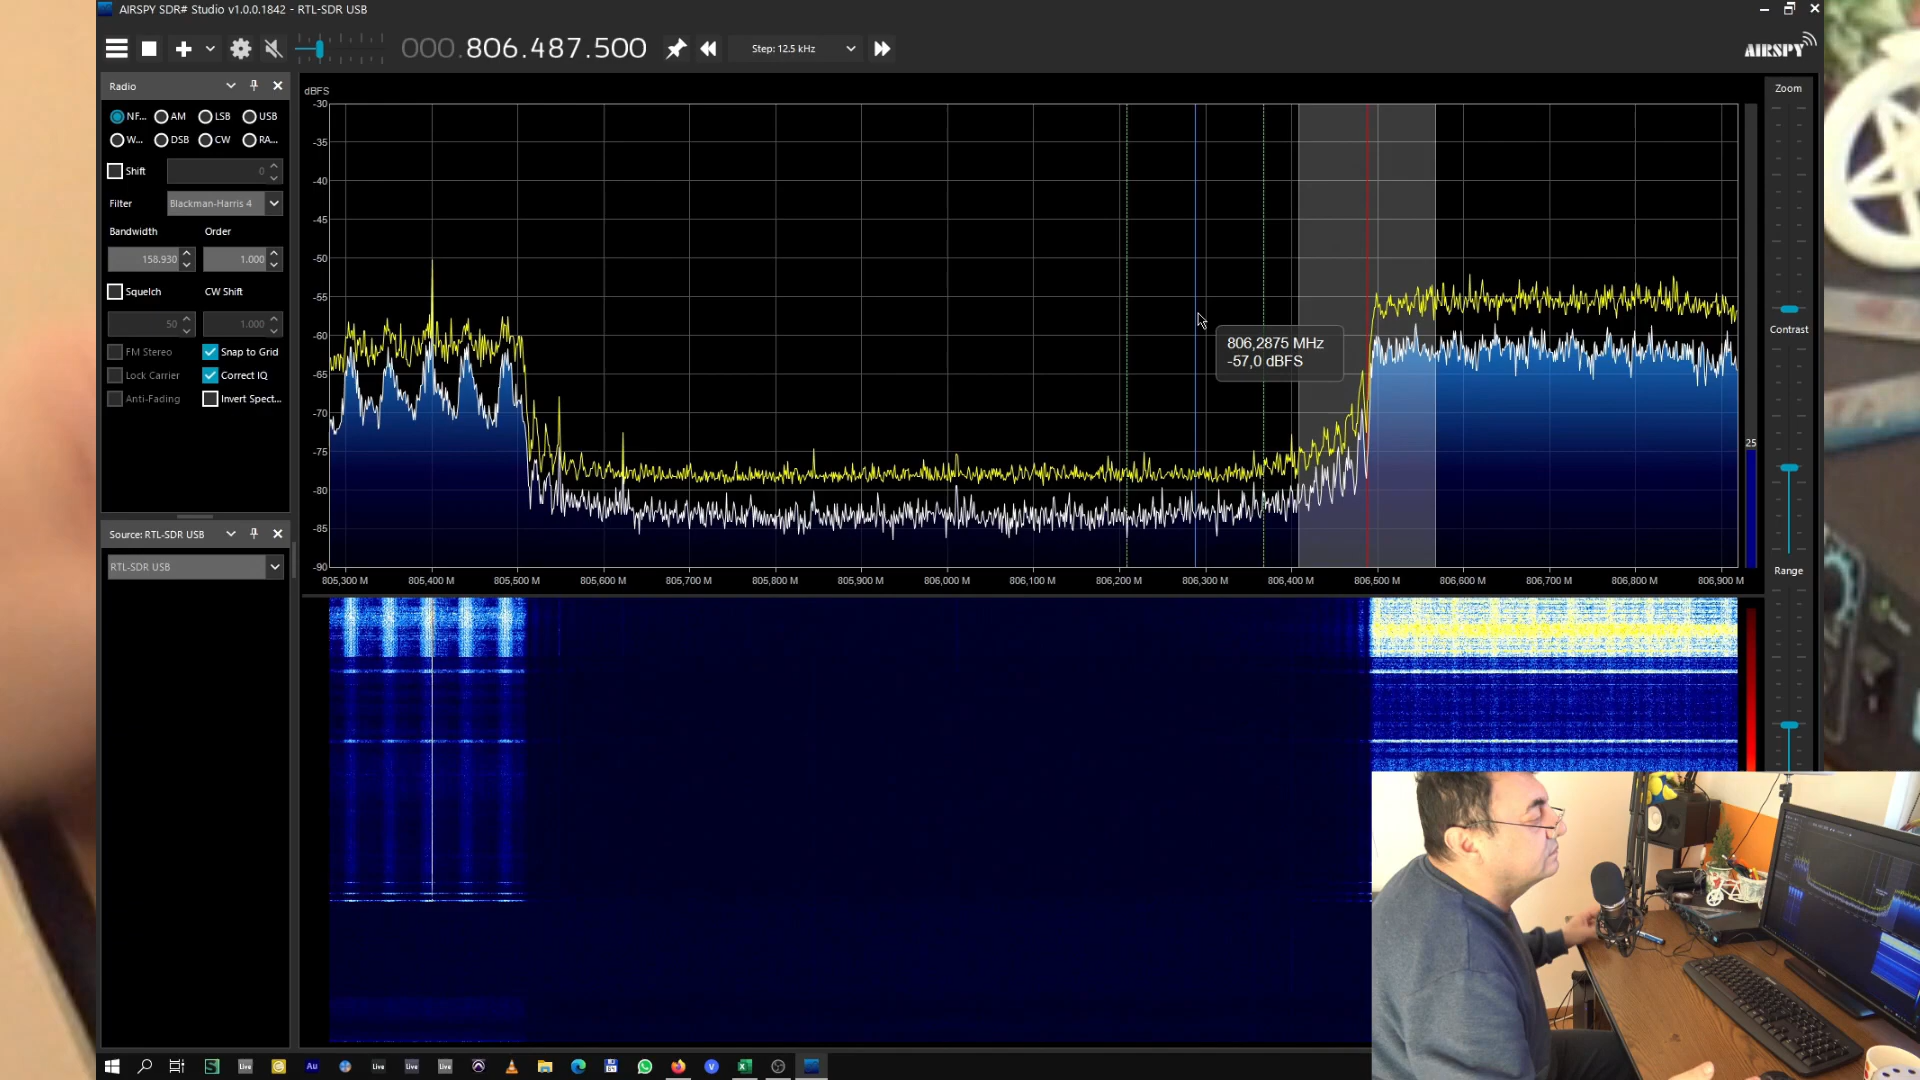 AIRSPY SDR# Studio v1.0.0.1842 - RTL-SDR USB
000.806.487.500
Step: 12.5 kHz
AIRSPY
Radio
NF... AM LSB USB
W... DSB CW RA...
Shift 0
Filter Blackman-Harris 4
Bandwidth Order
158.930 1.000
Squelch CW Shift
50 1.000
FM Stereo Snap to Grid
Lock Carrier Correct IQ
Anti-Fading Invert Spect...
Source: RTL-SDR USB
RTL-SDR USB
dBFS
-30
-35
-40
-45
-50
-55
-60
-65
-70
-75
-80
-85
-90
806,2875 MHz
-57,0 dBFS
805,300 M 805,400 M 805,500 M 805,600 M 805,700 M 805,800 M 805,900 M 806,000 M 806,100 M 806,200 M 806,300 M 806,400 M 806,500 M 806,600 M 806,700 M 806,800 M 806,900 M
25
Zoom
Contrast
Range
Live
Au
Live
Live
Live